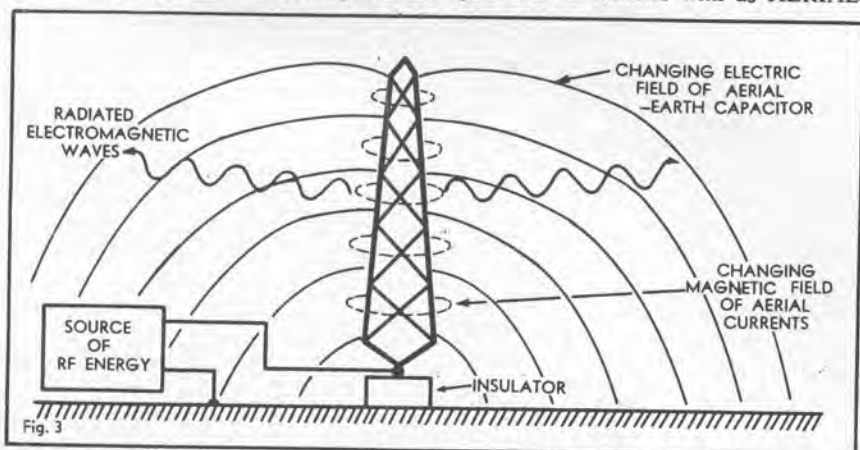 AERIAL
CHANGING ELECTRIC
FIELD OF AERIAL
–EARTH CAPACITOR
RADIATED
ELECTROMAGNETIC
WAVES
CHANGING
MAGNETIC FIELD
OF AERIAL
CURRENTS
SOURCE
OF
RF ENERGY
INSULATOR
Fig. 3